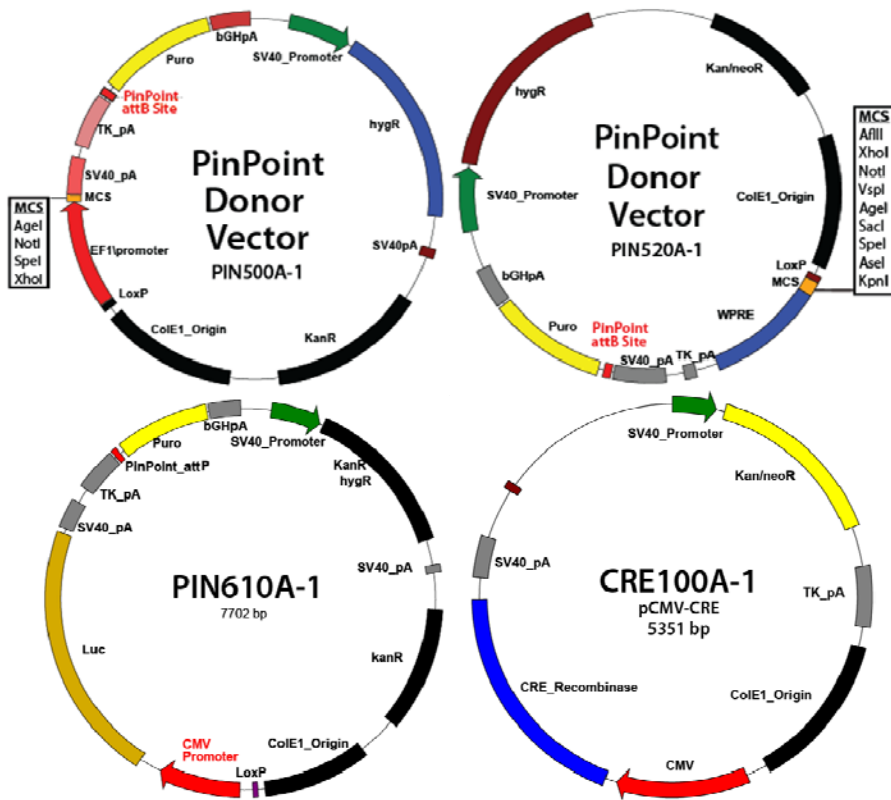 bGHpA
Puro
SV40_Promoter
PinPoint
attB Site
TK_pA
hygR
SV40_pA
MCS
EF1\promoter
SV40pA
LoxP
ColE1_Origin
KanR
PinPoint
Donor
Vector
PIN500A-1
MCS
AgeI
NotI
SpeI
XhoI
Kan/neoR
hygR
SV40_Promoter
ColE1_Origin
bGHpA
LoxP
MCS
Puro
PinPoint
attB Site
SV40_pA
TK_pA
WPRE
PinPoint
Donor
Vector
PIN520A-1
MCS
AflII
XhoI
NotI
VspI
AgeI
SacI
SpeI
AseI
KpnI
bGHpA
Puro
SV40_Promoter
PinPoint_attP
KanR
hygR
TK_pA
SV40_pA
SV40_pA
PIN610A-1
7702 bp
Luc
kanR
CMV
Promoter
ColE1_Origin
LoxP
SV40_Promoter
Kan/neoR
SV40_pA
CRE100A-1
pCMV-CRE
5351 bp
TK_pA
CRE_Recombinase
ColE1_Origin
CMV